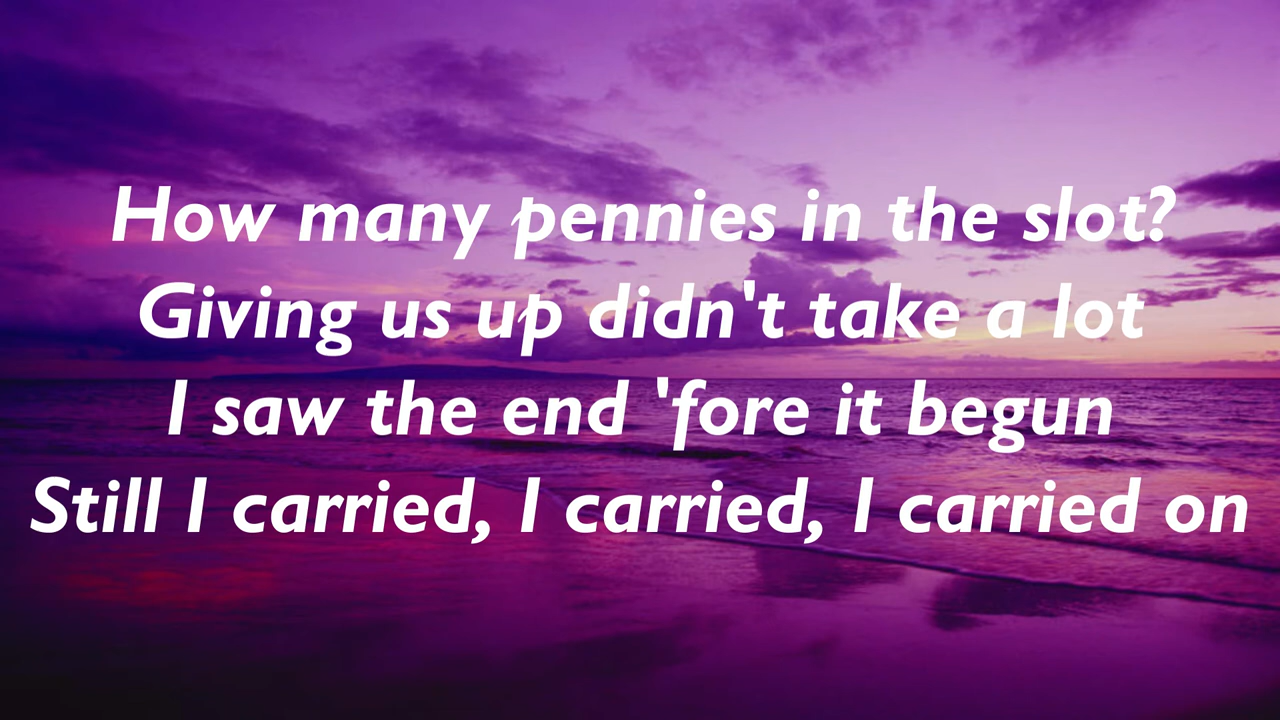 How many pennies in the slot?
Giving us up didn't take a lot
I saw the end 'fore it begun
Still I carried, I carried, I carried on